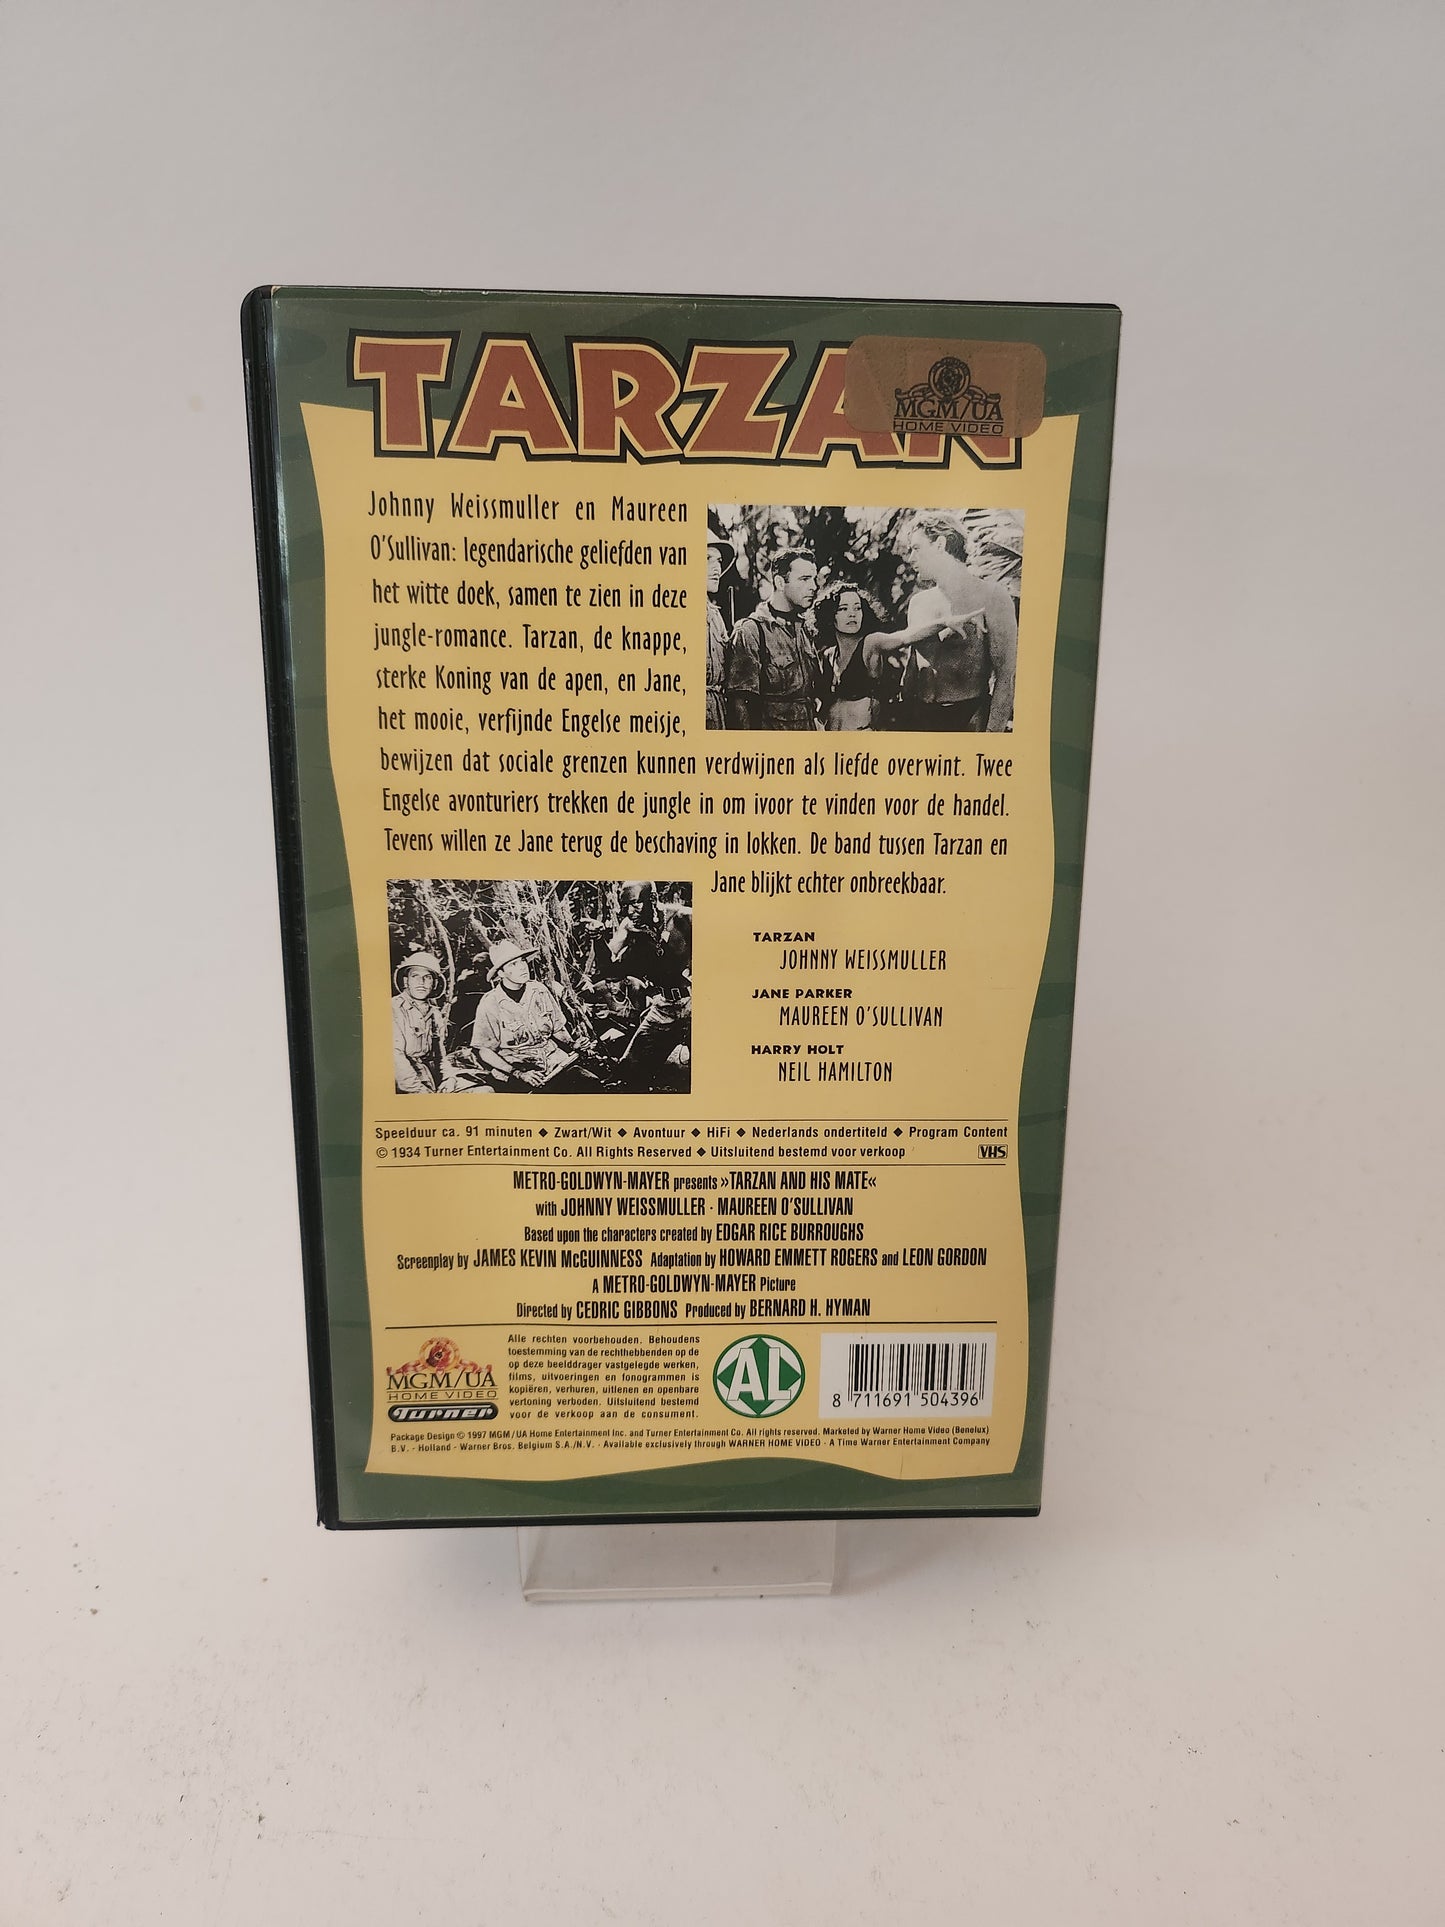 TARZAN
MGM/UA
HOME VIDEO
Johnny Weissmuller en Maureen
O'Sullivan: legendarische geliefden van
het witte doek, samen te zien in deze
jungle-romance. Tarzan, de knappe,
sterke Koning van de apen, en Jane,
het mooie, verfijnde Engelse meisje,
bewijzen dat sociale grenzen kunnen verdwijnen als liefde overwint. Twee
Engelse avonturiers trekken de jungle in om ivoor te vinden voor de handel.
Tevens willen ze Jane terug de beschaving in lokken. De band tussen Tarzan en
Jane blijkt echter onbreekbaar.
TARZAN
JOHNNY WEISSMULLER
JANE PARKER
MAUREEN O'SULLIVAN
HARRY HOLT
NEIL HAMILTON
Speelduur ca. 91 minuten ◆ Zwart/Wit ◆ Avontuur ◆ HiFi ◆ Nederlands ondertiteld ◆ Program Content
© 1934 Turner Entertainment Co. All Rights Reserved ◆ Uitsluitend bestemd voor verkoop VHS
METRO-GOLDWYN-MAYER presents »TARZAN AND HIS MATE«
with JOHNNY WEISSMULLER · MAUREEN O'SULLIVAN
Based upon the characters created by EDGAR RICE BURROUGHS
Screenplay by JAMES KEVIN McGUINNESS Adaptation by HOWARD EMMETT ROGERS and LEON GORDON
A METRO-GOLDWYN-MAYER Picture
Directed by CEDRIC GIBBONS Produced by BERNARD H. HYMAN
MGM/UA
HOME VIDEO
Turner
Alle rechten voorbehouden. Behoudens
toestemming van de rechthebbenden op de
op deze beelddrager vastgelegde werken,
films, uitvoeringen en fonogrammen is
kopiëren, verhuren, uitlenen en openbare
vertoning verboden. Uitsluitend bestemd
voor de verkoop aan de consument.
AL
8 711691 504396
Package Design © 1997 MGM/UA Home Entertainment Inc. and Turner Entertainment Co. All rights reserved. Marketed by Warner Home Video (Benelux)
B.V. - Holland - Warner Bros. Belgium S.A./N.V. · Available exclusively through WARNER HOME VIDEO · A Time Warner Entertainment Company